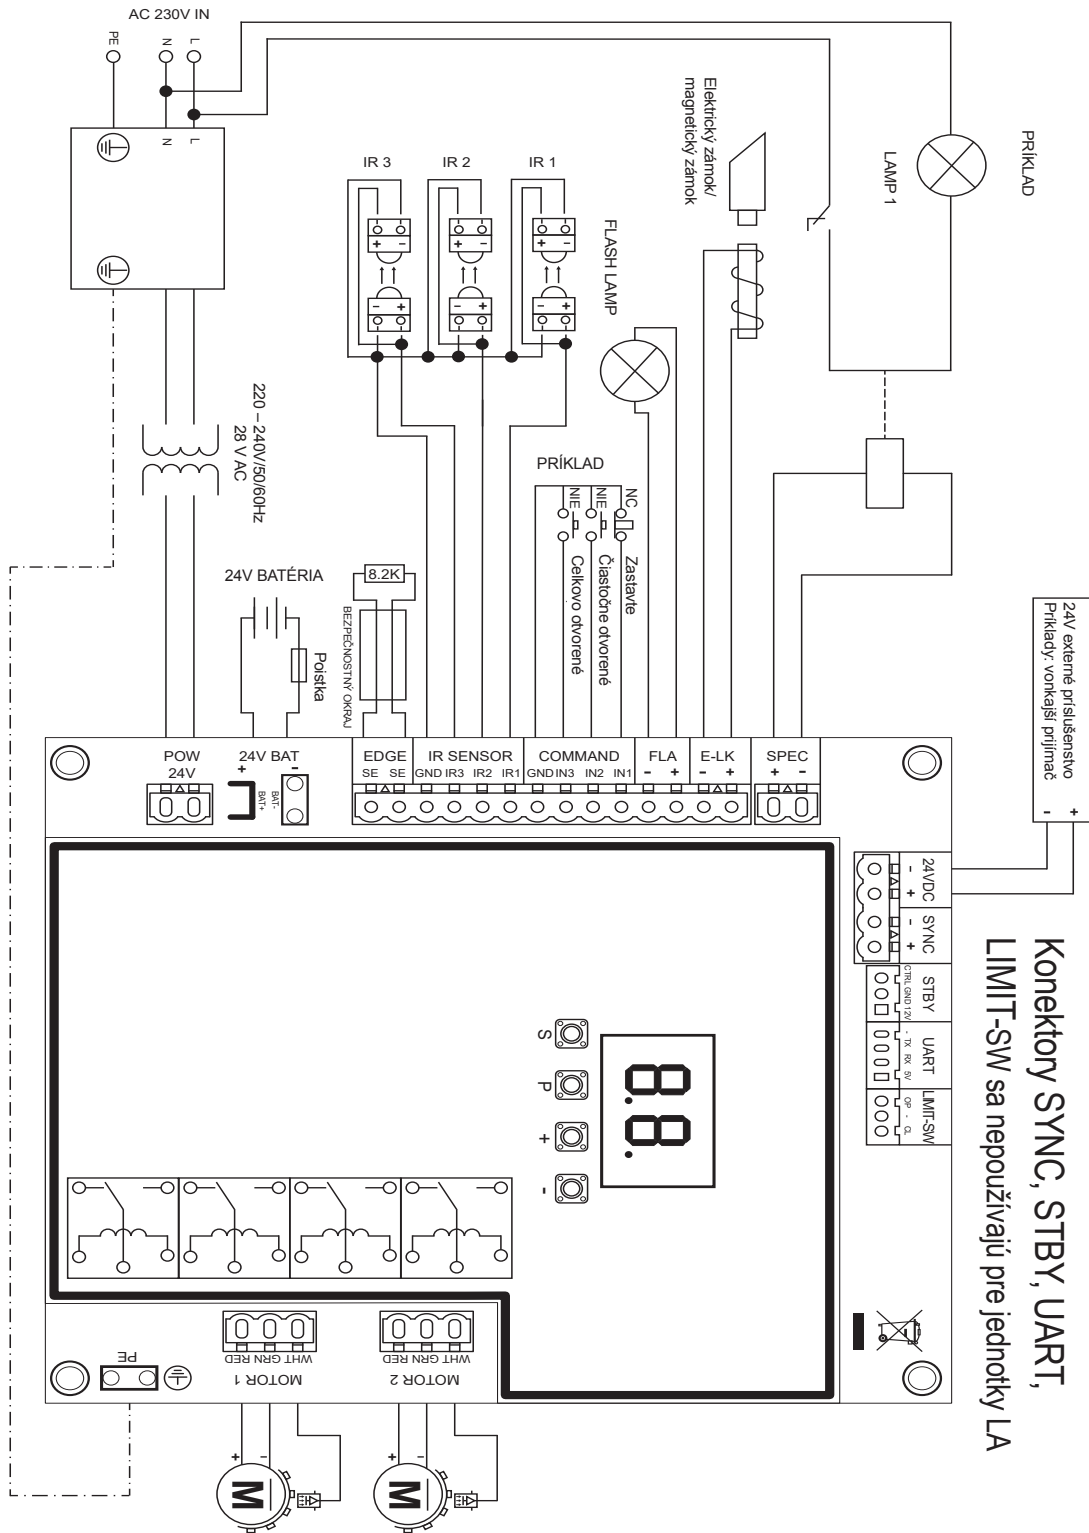 AC 230V IN
PE
N
L
N
L
PRÍKLAD
LAMP 1
Elektrický zámok/
magnetický zámok
IR 3
IR 2
IR 1
+ -
+ -
+ -
- +
- +
- +
FLASH LAMP
220 – 240V/50/60Hz
28 V AC
PRÍKLAD
NIE
NIE
NC
Celkovo otvorené
Čiastočne otvorené
Zastavte
24V BATÉRIA
Poistka
8.2K
BEZPEČNOSTNÝ OKRAJ
24V externé príslušenstvo
Príklady: vonkajší prijímač
- +
POW
24V
24V BAT
+ -
BAT+
BAT-
EDGE
SE SE
IR SENSOR
GND IR3 IR2 IR1
COMMAND
GND IN3 IN2 IN1
FLA
- +
E-LK
- +
SPEC
+ -
24VDC
- +
SYNC
- +
STBY
CTRL GND 12V
UART
- TX RX 5V
LIMIT-SW
OP - CL
Konektory SYNC, STBY, UART,
LIMIT-SW sa nepoužívajú pre jednotky LA
8.8.
S
P
+
-
PE
WHT GRN RED
MOTOR 1
WHT GRN RED
MOTOR 2
+ -
M
+ -
M